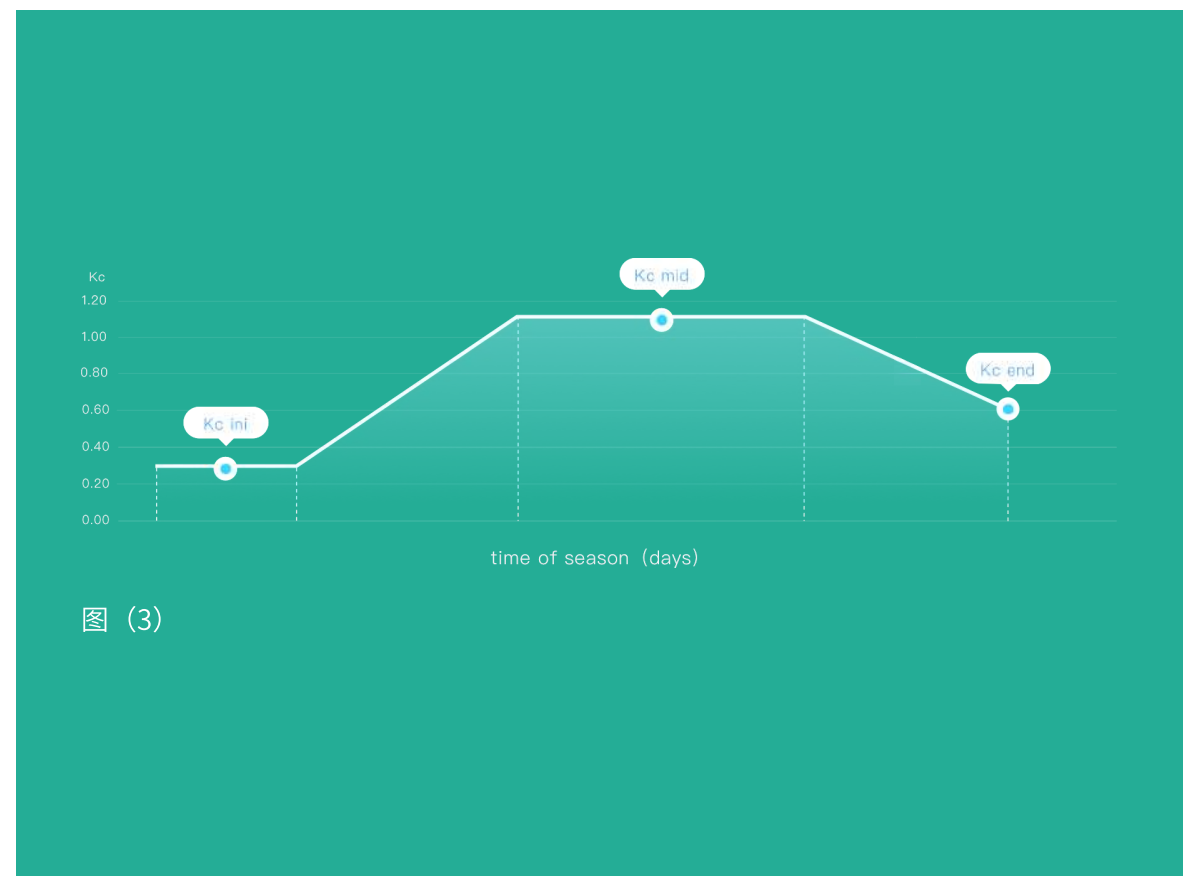 Kc
Kc mid
1.20
1.00
0.80
Kc end
0.60
Kc ini
0.40
0.20
0.00
time of season（days）
图（3）